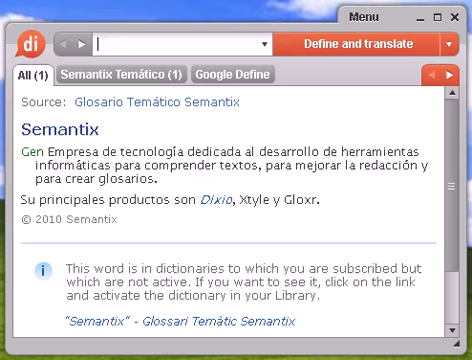 Menu
di
Define and translate
All (1)
Semantix Temático (1)
Google Define
Source: Glosario Temático Semantix
Semantix
Gen Empresa de tecnología dedicada al desarrollo de herramientas
informáticas para comprender textos, para mejorar la redacción y
para crear glosarios.
Su principales productos son Dixio, Xtyle y Gloxr.
© 2010 Semantix
i
This word is in dictionaries to which you are subscribed but
which are not active. If you want to see it, click on the link
and activate the dictionary in your Library.
"Semantix" - Glossari Temàtic Semantix